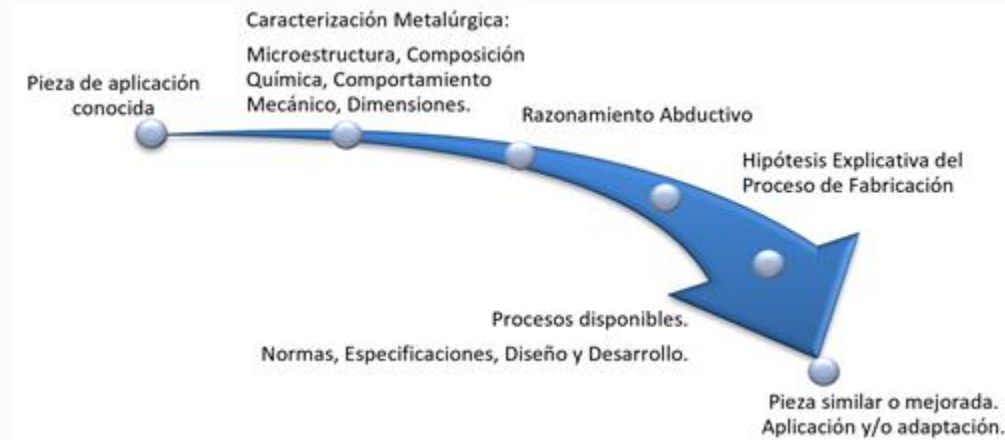 Caracterización Metalúrgica:
Microestructura, Composición
Química, Comportamiento
Mecánico, Dimensiones.
Pieza de aplicación
conocida
Razonamiento Abductivo
Hipótesis Explicativa del
Proceso de Fabricación
Procesos disponibles.
Normas, Especificaciones, Diseño y Desarrollo.
Pieza similar o mejorada.
Aplicación y/o adaptación.